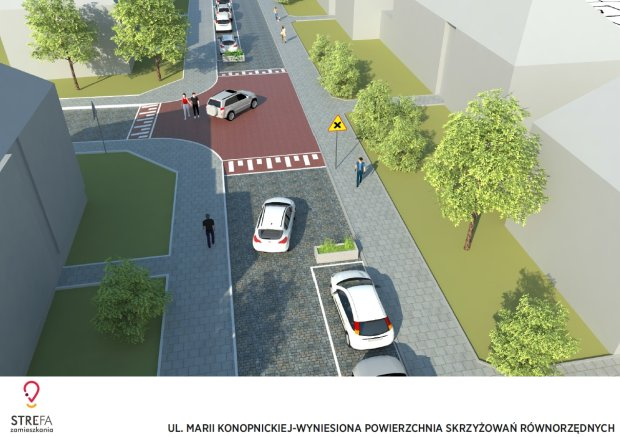 STREFA
zamieszkania
UL. MARII KONOPNICKIEJ-WYNIESIONA POWIERZCHNIA SKRZYŻOWAŃ RÓWNORZĘDNYCH